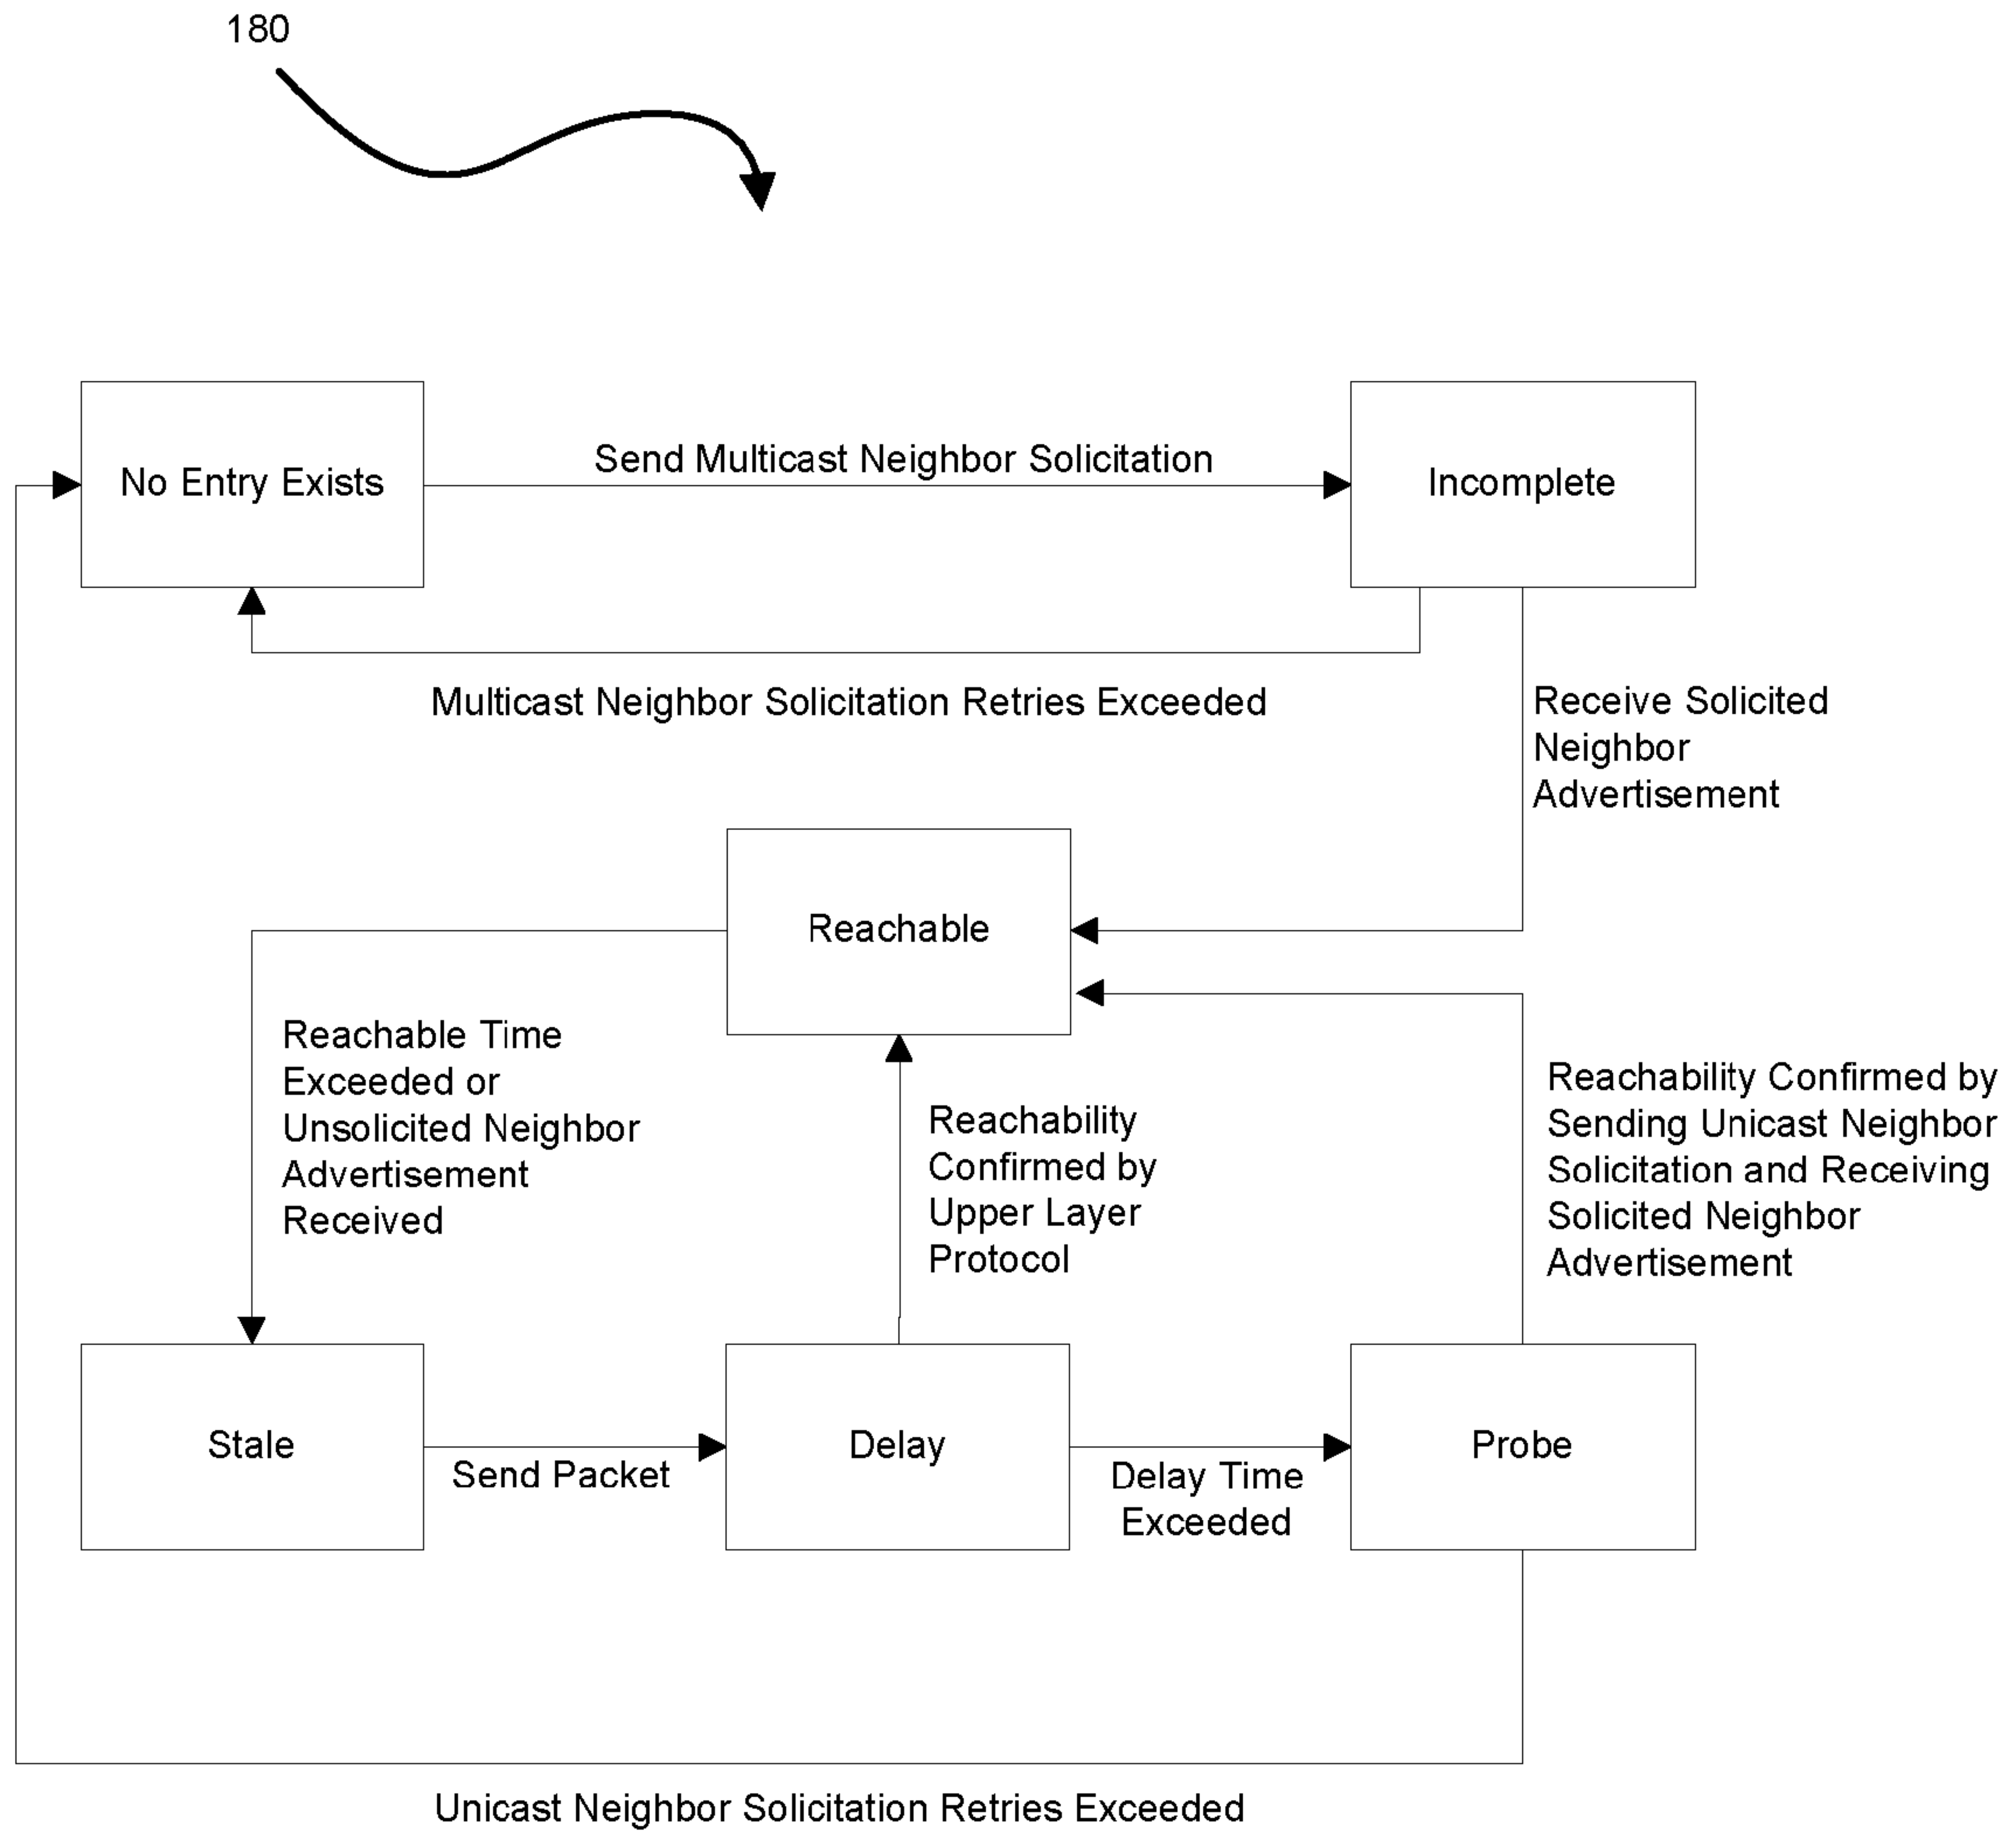 180
No Entry Exists
Send Multicast Neighbor Solicitation
Incomplete
Multicast Neighbor Solicitation Retries Exceeded
Receive Solicited
Neighbor
Advertisement
Reachable
Reachable Time
Exceeded or
Unsolicited Neighbor
Advertisement
Received
Reachability
Confirmed by
Upper Layer
Protocol
Reachability Confirmed by
Sending Unicast Neighbor
Solicitation and Receiving
Solicited Neighbor
Advertisement
Stale
Send Packet
Delay
Delay Time
Exceeded
Probe
Unicast Neighbor Solicitation Retries Exceeded